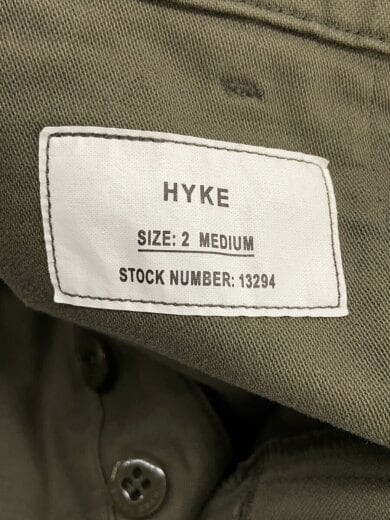 HYKE
SIZE: 2 MEDIUM
STOCK NUMBER: 13294